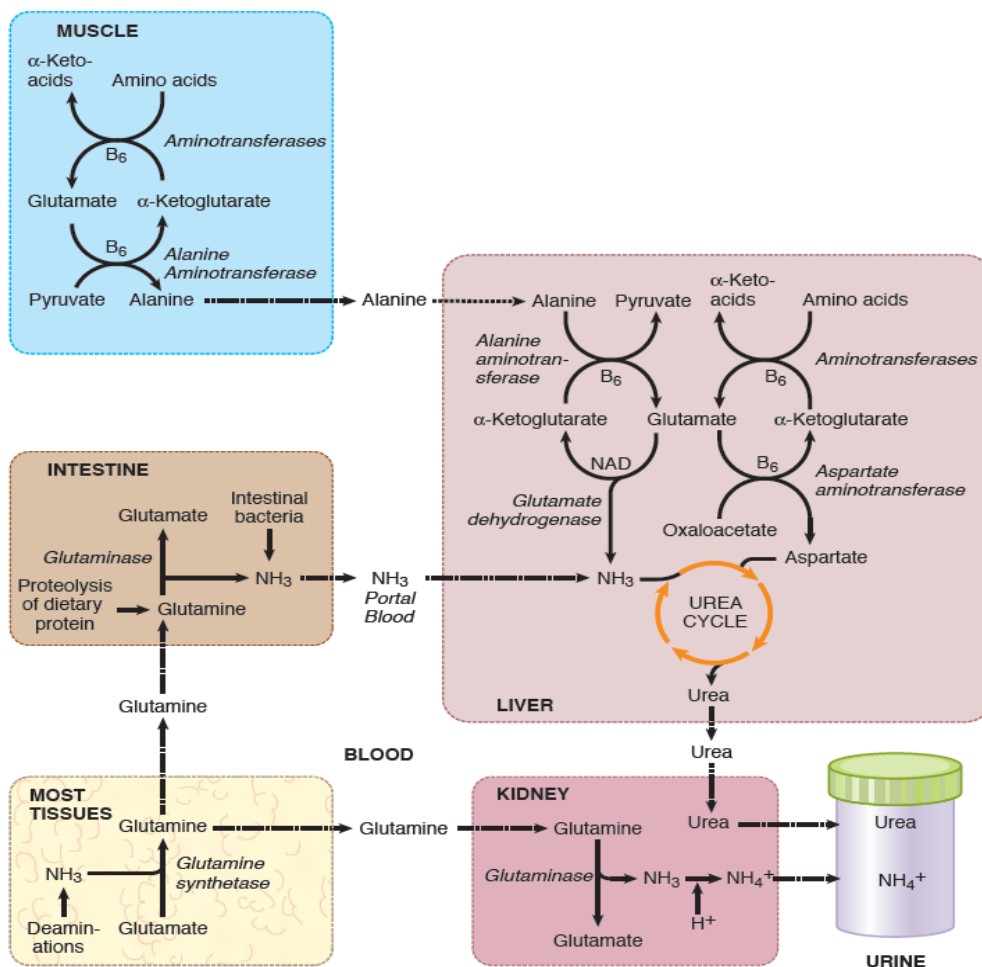 MUSCLE
α-Keto-
acids
Amino acids
Aminotransferases
B6
Glutamate
α-Ketoglutarate
B6
Alanine
Aminotransferase
Pyruvate
Alanine
Alanine
Alanine
Pyruvate
α-Keto-
acids
Amino acids
Alanine
aminotran-
sferase
B6
Aminotransferases
B6
α-Ketoglutarate
Glutamate
α-Ketoglutarate
NAD
B6
Glutamate
dehydrogenase
Aspartate
aminotransferase
Oxaloacetate
Aspartate
NH3
UREA
CYCLE
Urea
LIVER
INTESTINE
Glutamate
Intestinal
bacteria
Glutaminase
NH3
Proteolysis
of dietary
protein
Glutamine
NH3
Portal
Blood
Glutamine
BLOOD
Urea
MOST
TISSUES
Glutamine
Glutamine
synthetase
NH3
Deamin-
ations
Glutamate
Glutamine
KIDNEY
Glutamine
Urea
Glutaminase
NH3
NH4+
H+
Glutamate
Urea
NH4+
URINE